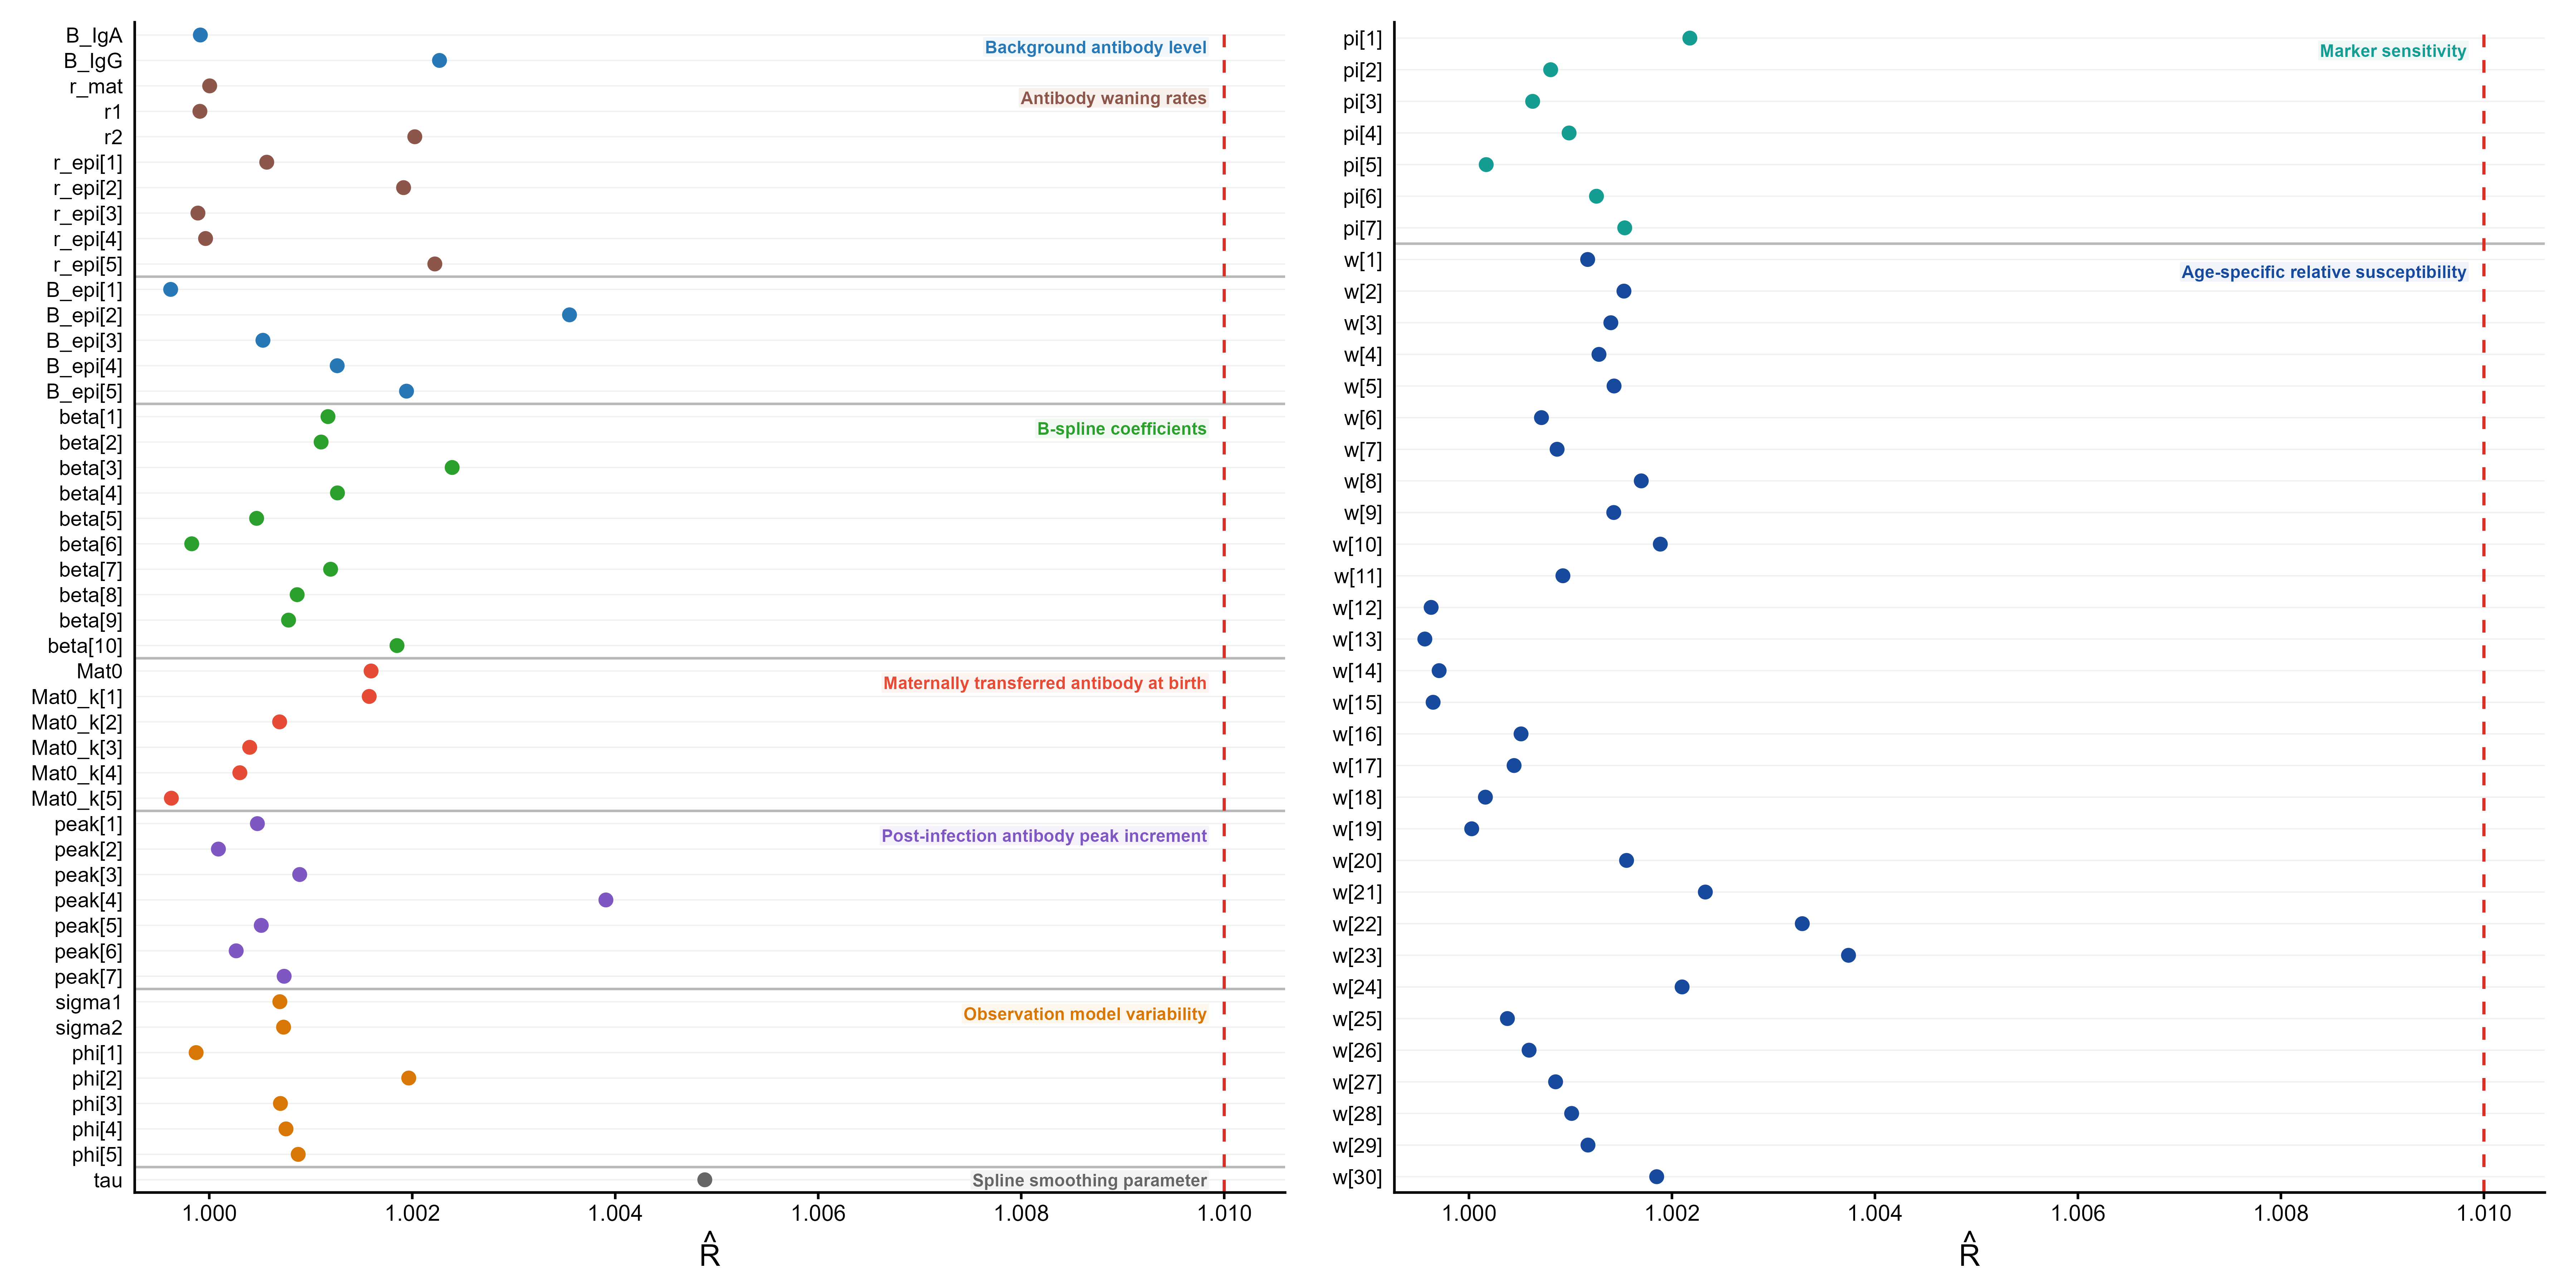 B_IgA
Background antibody level
B_IgG
r_mat
Antibody waning rates
r1
r2
r_epi[1]
r_epi[2]
r_epi[3]
r_epi[4]
r_epi[5]
B_epi[1]
B_epi[2]
B_epi[3]
B_epi[4]
B_epi[5]
beta[1]
B-spline coefficients
beta[2]
beta[3]
beta[4]
beta[5]
beta[6]
beta[7]
beta[8]
beta[9]
beta[10]
Mat0
Maternally transferred antibody at birth
Mat0_k[1]
Mat0_k[2]
Mat0_k[3]
Mat0_k[4]
Mat0_k[5]
peak[1]
Post-infection antibody peak increment
peak[2]
peak[3]
peak[4]
peak[5]
peak[6]
peak[7]
sigma1
Observation model variability
sigma2
phi[1]
phi[2]
phi[3]
phi[4]
phi[5]
tau Spline smoothing parameter
1.000 1.002 1.004 1.006 1.008 1.010
R̂
pi[1]
Marker sensitivity
pi[2]
pi[3]
pi[4]
pi[5]
pi[6]
pi[7]
w[1]
Age-specific relative susceptibility
w[2]
w[3]
w[4]
w[5]
w[6]
w[7]
w[8]
w[9]
w[10]
w[11]
w[12]
w[13]
w[14]
w[15]
w[16]
w[17]
w[18]
w[19]
w[20]
w[21]
w[22]
w[23]
w[24]
w[25]
w[26]
w[27]
w[28]
w[29]
w[30]
1.000 1.002 1.004 1.006 1.008 1.010
R̂